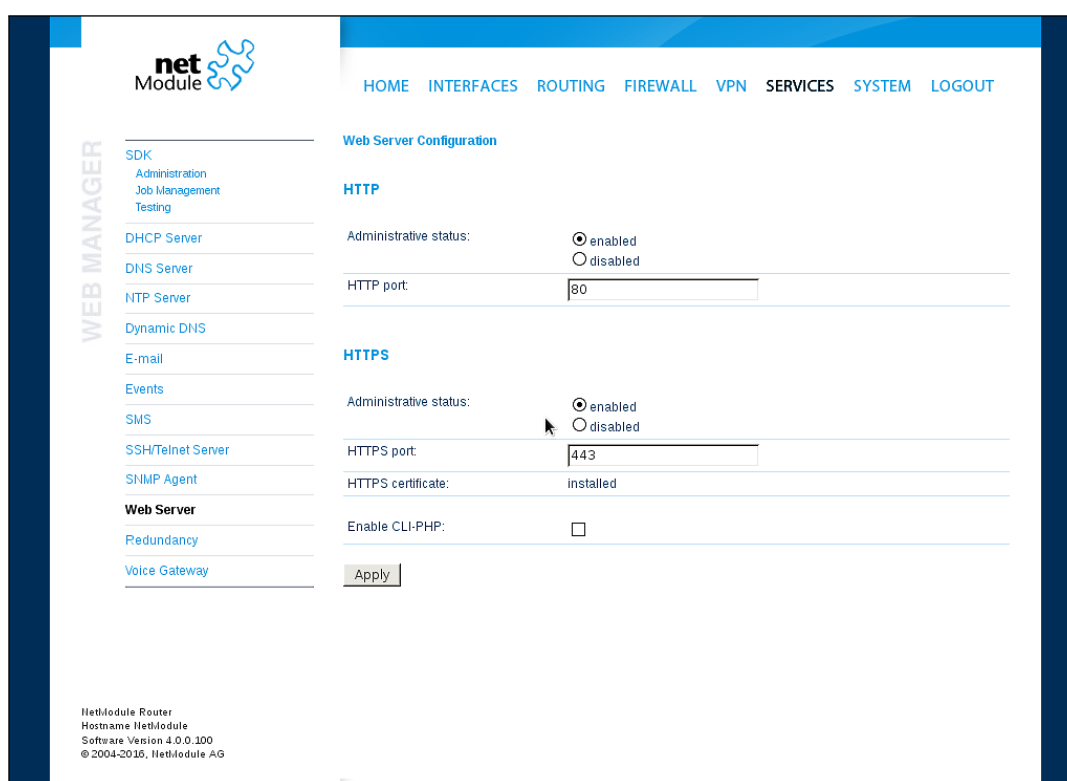 net
Module
HOME INTERFACES ROUTING FIREWALL VPN SERVICES SYSTEM LOGOUT
WEB MANAGER
SDK
Administration
Job Management
Testing
DHCP Server
DNS Server
NTP Server
Dynamic DNS
E-mail
Events
SMS
SSH/Telnet Server
SNMP Agent
Web Server
Redundancy
Voice Gateway
Web Server Configuration
HTTP
Administrative status:
enabled
disabled
HTTP port: 80
HTTPS
Administrative status:
enabled
disabled
HTTPS port: 443
HTTPS certificate: installed
Enable CLI-PHP:
Apply
NetModule Router
Hostname NetModule
Software Version 4.0.0.100
© 2004-2016, NetModule AG